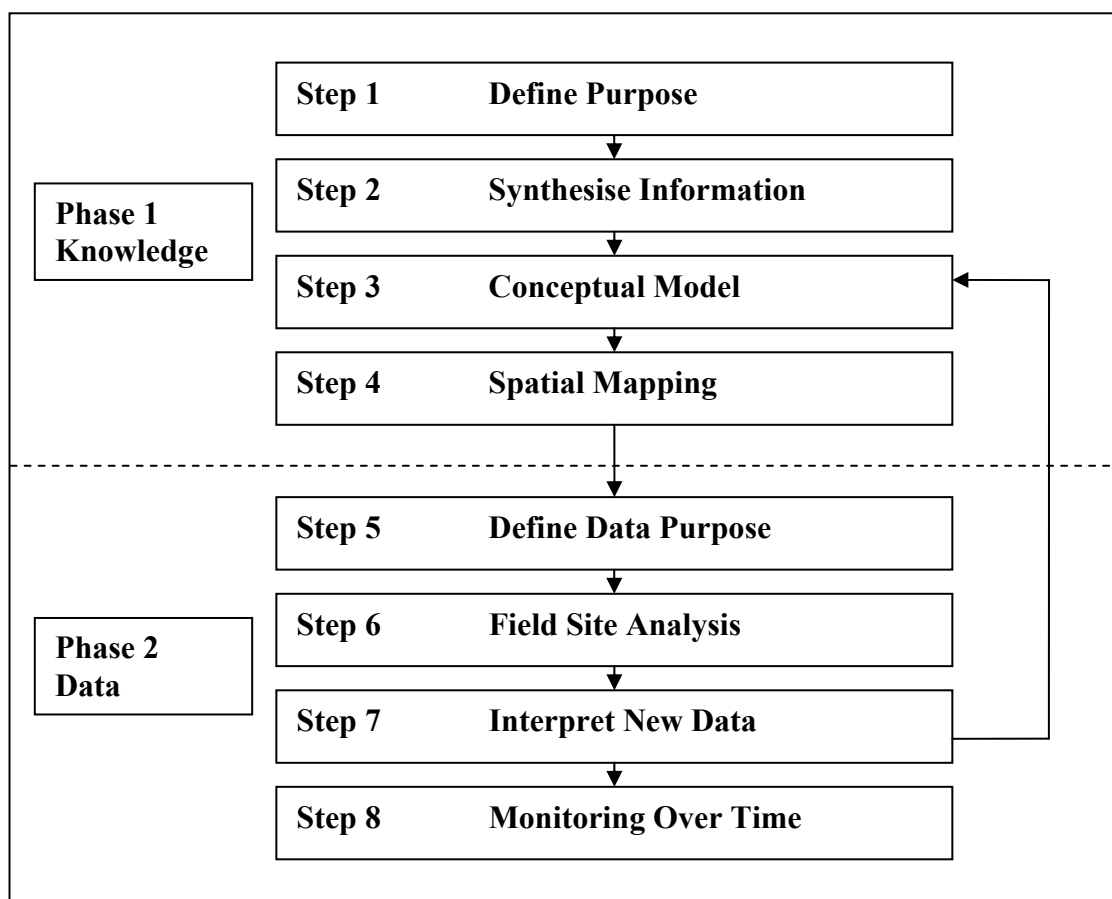 Step 1 Define Purpose
Step 2 Synthesise Information
Phase 1
Knowledge
Step 3 Conceptual Model
Step 4 Spatial Mapping
Step 5 Define Data Purpose
Step 6 Field Site Analysis
Phase 2
Data
Step 7 Interpret New Data
Step 8 Monitoring Over Time